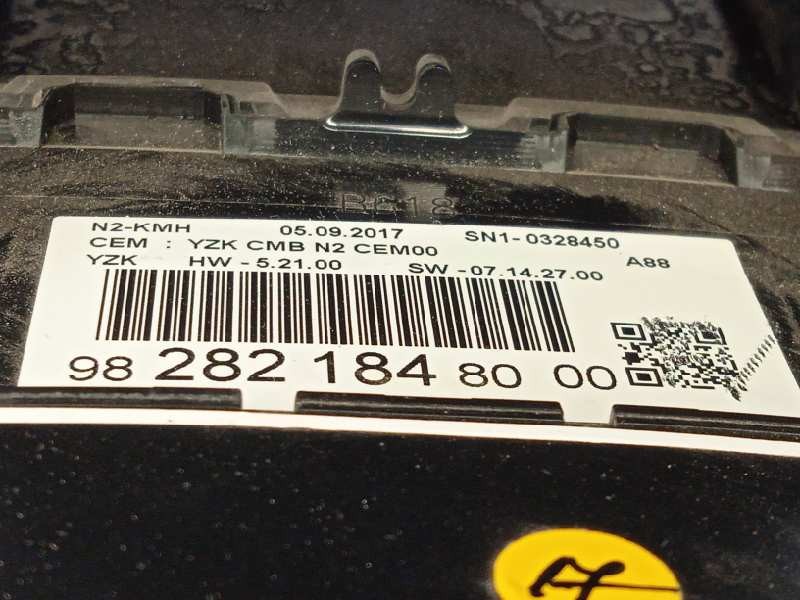 N2-KMH 05.09.2017 SN1-0328450
CEM : YZK CMB N2 CEM00 A88
YZK HW-5.21.00 SW-07.14.27.00
98 282 184 80 00